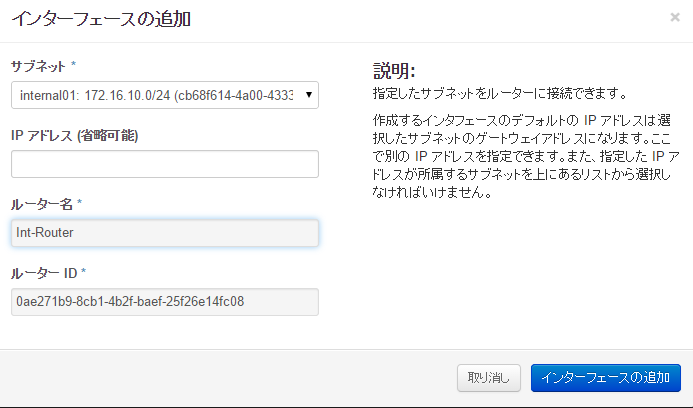 インターフェースの追加
×
サブネット *
internal01: 172.16.10.0/24 (cb68f614-4a00-4333
IP アドレス (省略可能)
ルーター名 *
Int-Router
ルーター ID *
0ae271b9-8cb1-4b2f-baef-25f26e14fc08
説明:
指定したサブネットをルーターに接続できます。
作成するインタフェースのデフォルトの IP アドレスは選
択したサブネットのゲートウェイアドレスになります。ここ
で別の IP アドレスを指定できます。また、指定した IP ア
ドレスが所属するサブネットを上にあるリストから選択し
なければいけません。
取り消し
インターフェースの追加